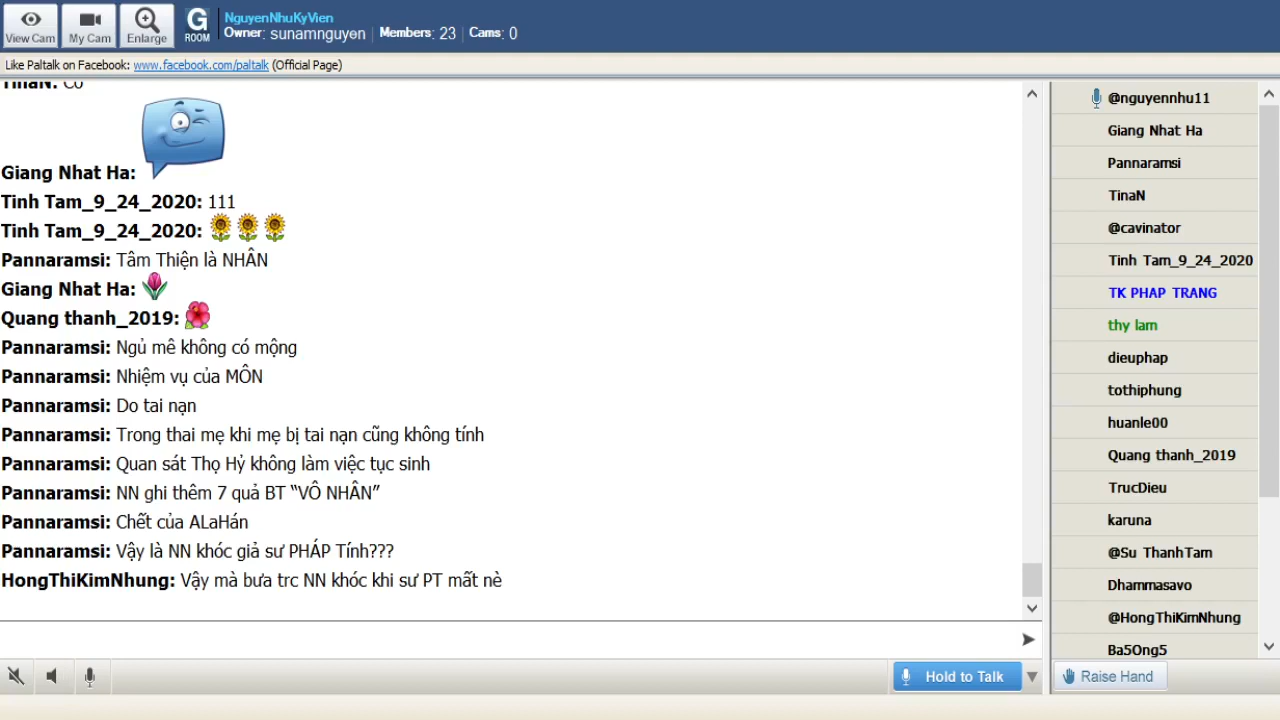 View Cam
My Cam
Enlarge
G
ROOM
NguyenNhuKyVien
Owner: sunamnguyen | Members: 23 | Cams: 0
Like Paltalk on Facebook: www.facebook.com/paltalk (Official Page)
TinaN: Có
Giang Nhat Ha:
Tinh Tam_9_24_2020: 111
Tinh Tam_9_24_2020:
Pannaramsi: Tâm Thiện là NHÂN
Giang Nhat Ha:
Quang thanh_2019:
Pannaramsi: Ngủ mê không có mộng
Pannaramsi: Nhiệm vụ của MÔN
Pannaramsi: Do tai nạn
Pannaramsi: Trong thai mẹ khi mẹ bị tai nạn cũng không tính
Pannaramsi: Quan sát Thọ Hỷ không làm việc tục sinh
Pannaramsi: NN ghi thêm 7 quả BT “VÔ NHÂN”
Pannaramsi: Chết của ALaHán
Pannaramsi: Vậy là NN khóc giả sư PHÁP Tính???
HongThiKimNhung: Vậy mà bưa trc NN khóc khi sư PT mất nè
@nguyennhu11
Giang Nhat Ha
Pannaramsi
TinaN
@cavinator
Tinh Tam_9_24_2020
TK PHAP TRANG
thy lam
dieuphap
tothiphung
huanle00
Quang thanh_2019
TrucDieu
karuna
@Su ThanhTam
Dhammasavo
@HongThiKimNhung
Ba5Ong5
Hold to Talk
Raise Hand